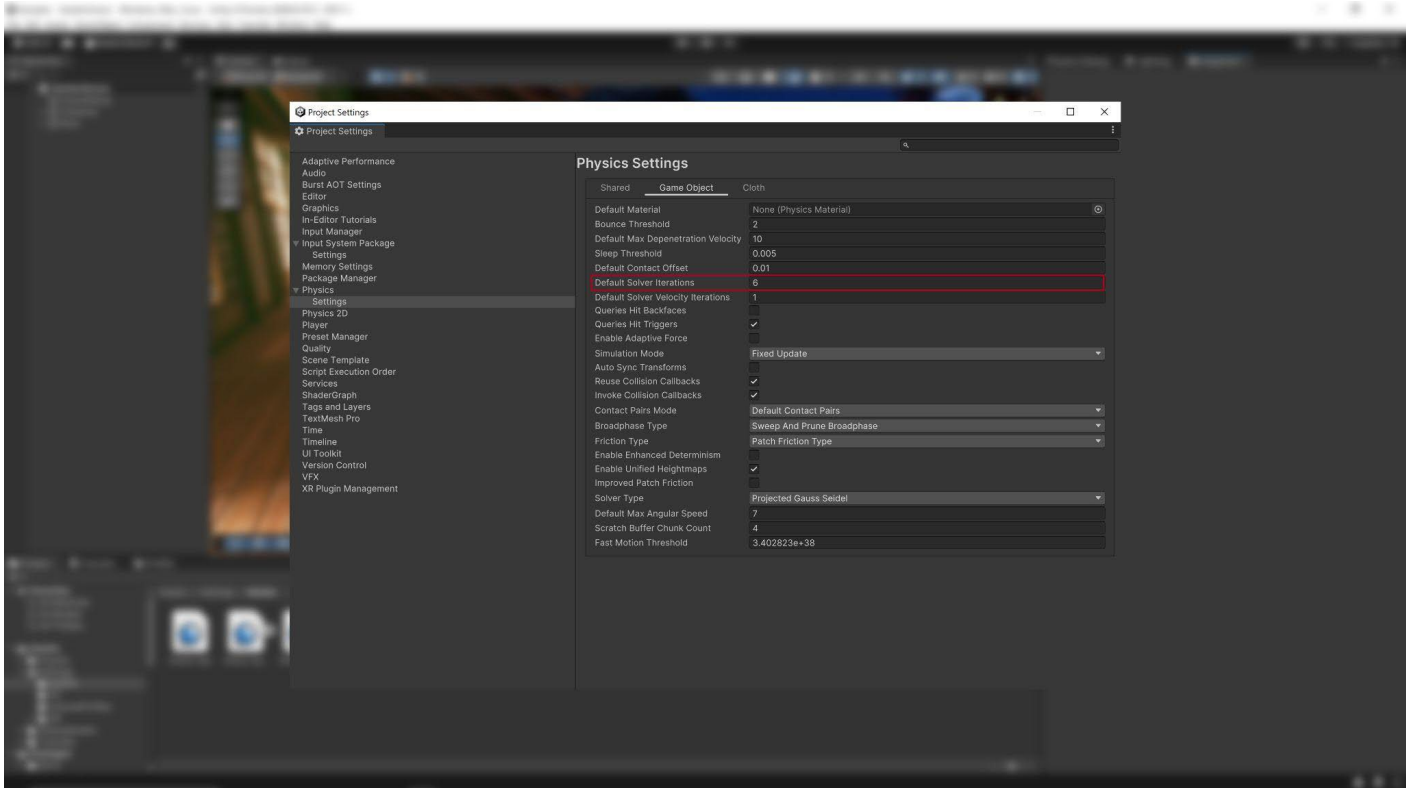 Project Settings
Project Settings
Adaptive Performance
Audio
Burst AOT Settings
Editor
Graphics
In-Editor Tutorials
Input Manager
Input System Package
Settings
Memory Settings
Package Manager
Physics
Settings
Physics 2D
Player
Preset Manager
Quality
Scene Template
Script Execution Order
Services
ShaderGraph
Tags and Layers
TextMesh Pro
Time
Timeline
UI Toolkit
Version Control
VFX
XR Plugin Management
Physics Settings
Shared Game Object Cloth
Default Material None (Physics Material)
Bounce Threshold 2
Default Max Depenetration Velocity 10
Sleep Threshold 0.005
Default Contact Offset 0.01
Default Solver Iterations 6
Default Solver Velocity Iterations 1
Queries Hit Backfaces
Queries Hit Triggers
Enable Adaptive Force
Simulation Mode Fixed Update
Auto Sync Transforms
Reuse Collision Callbacks
Invoke Collision Callbacks
Contact Pairs Mode Default Contact Pairs
Broadphase Type Sweep And Prune Broadphase
Friction Type Patch Friction Type
Enable Enhanced Determinism
Enable Unified Heightmaps
Improved Patch Friction
Solver Type Projected Gauss Seidel
Default Max Angular Speed 7
Scratch Buffer Chunk Count 4
Fast Motion Threshold 3.402823e+38